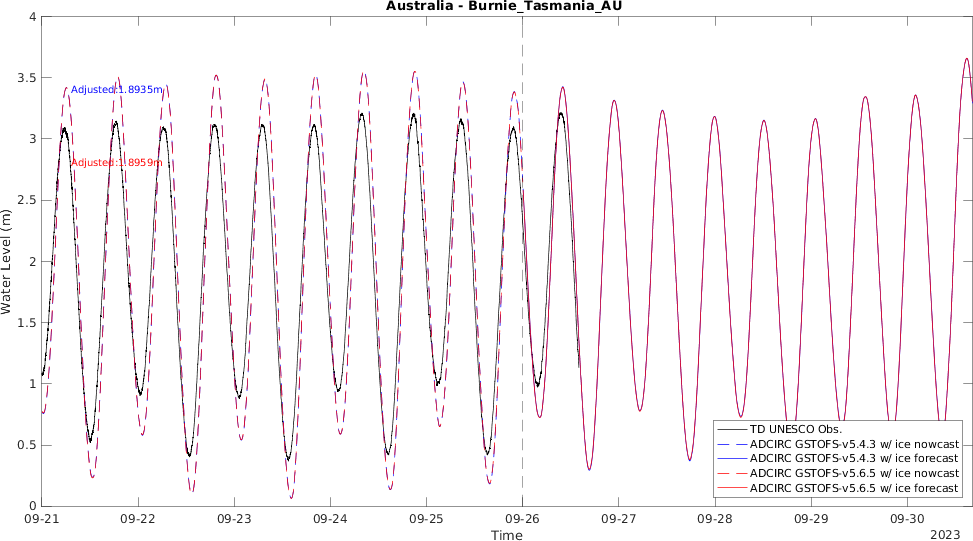 Australia - Burnie_Tasmania_AU
4
3.5
3
2.5
2
1.5
1
0.5
0
Water Level (m)
Adjusted:1.8935m
Adjusted:1.8959m
TD UNESCO Obs.
ADCIRC GSTOFS-v5.4.3 w/ ice nowcast
ADCIRC GSTOFS-v5.4.3 w/ ice forecast
ADCIRC GSTOFS-v5.6.5 w/ ice nowcast
ADCIRC GSTOFS-v5.6.5 w/ ice forecast
09-21 09-22 09-23 09-24 09-25 09-26 09-27 09-28 09-29 09-30
Time
2023